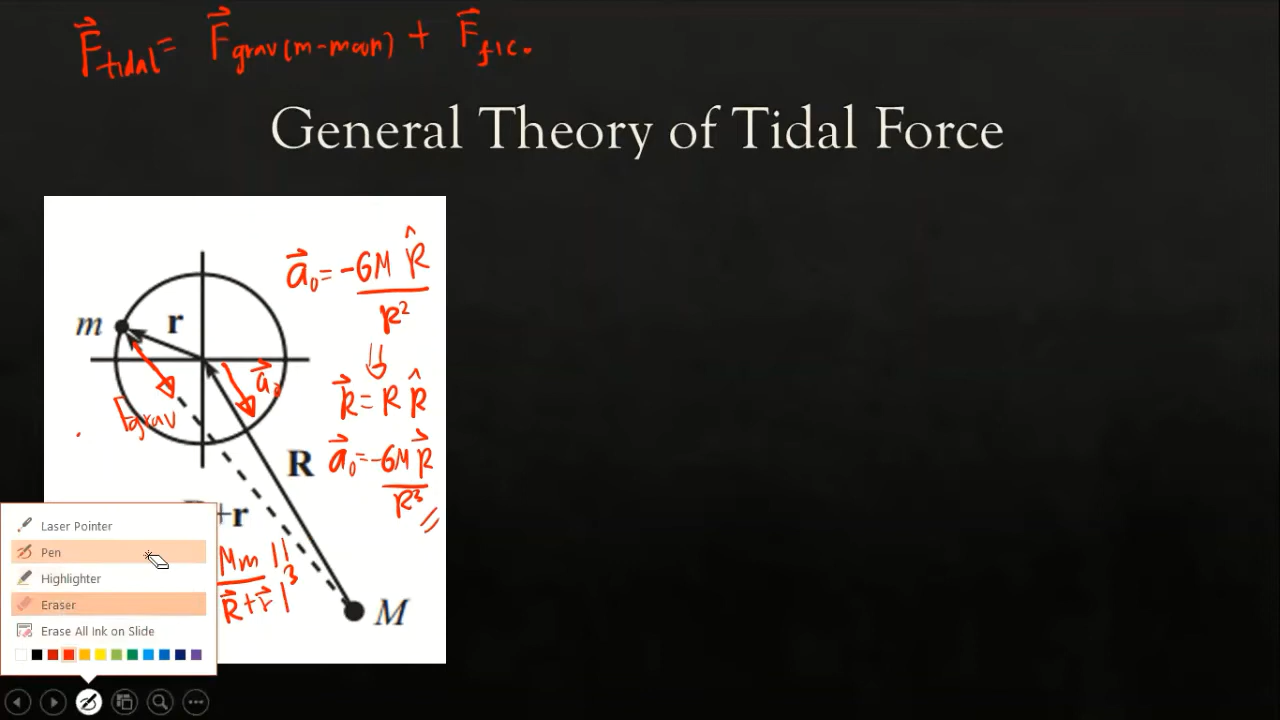 F⃗tidal = F⃗grav(m-moon) + F⃗fic.
General Theory of Tidal Force
a⃗₀ = -GM R̂
R²
m
r
⇓
a⃗₀
R⃗ = R R̂
Fgrav
R
a⃗₀ = -GM R⃗
R³ //
+r
Mm
R⃗+r⃗|³
M
Laser Pointer
Pen
Highlighter
Eraser
Erase All Ink on Slide